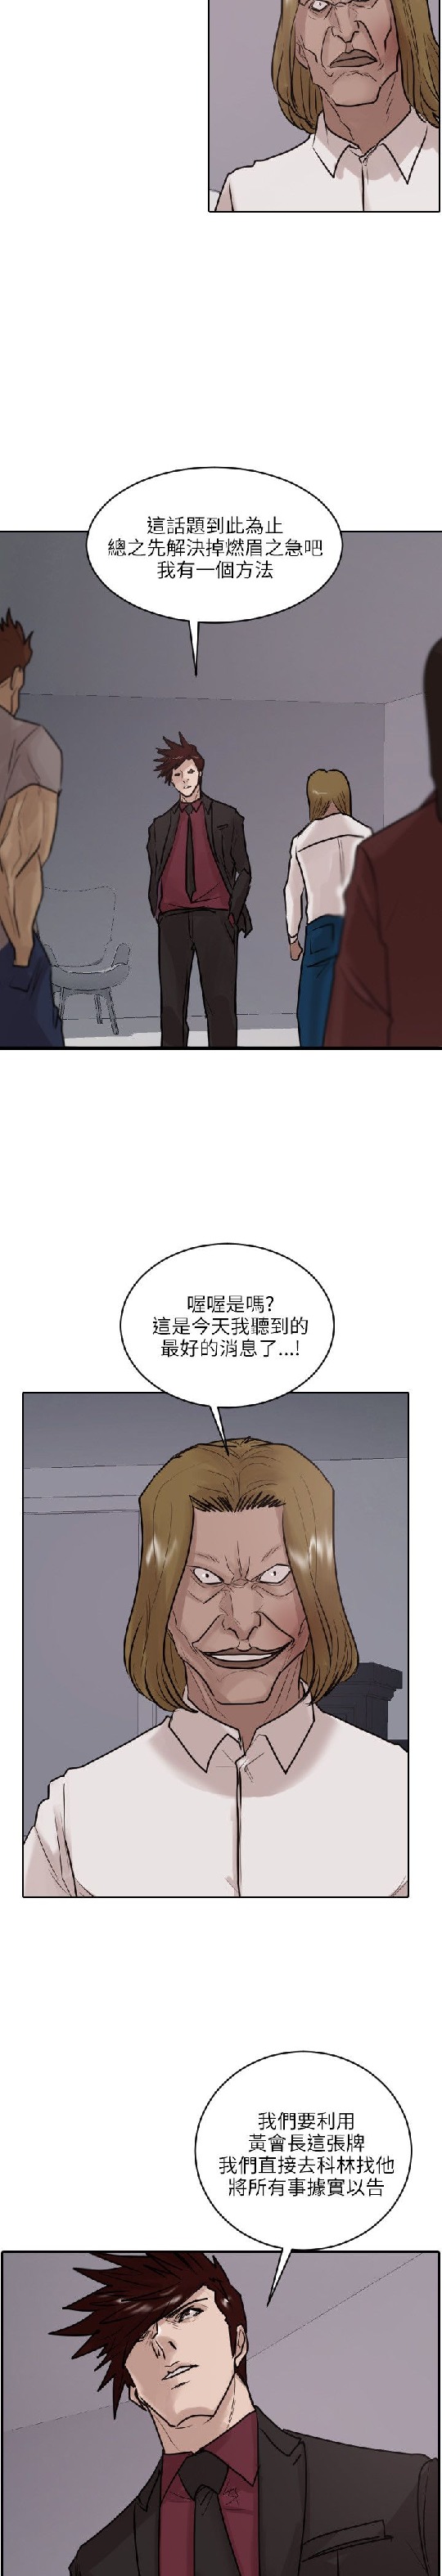 這話題到此為止
總之先解決掉燃眉之急吧
我有一個方法
喔喔是嗎?
這是今天我聽到的
最好的消息了...!
我們要利用
黃會長這張牌
我們直接去科林找他
將所有事據實以告